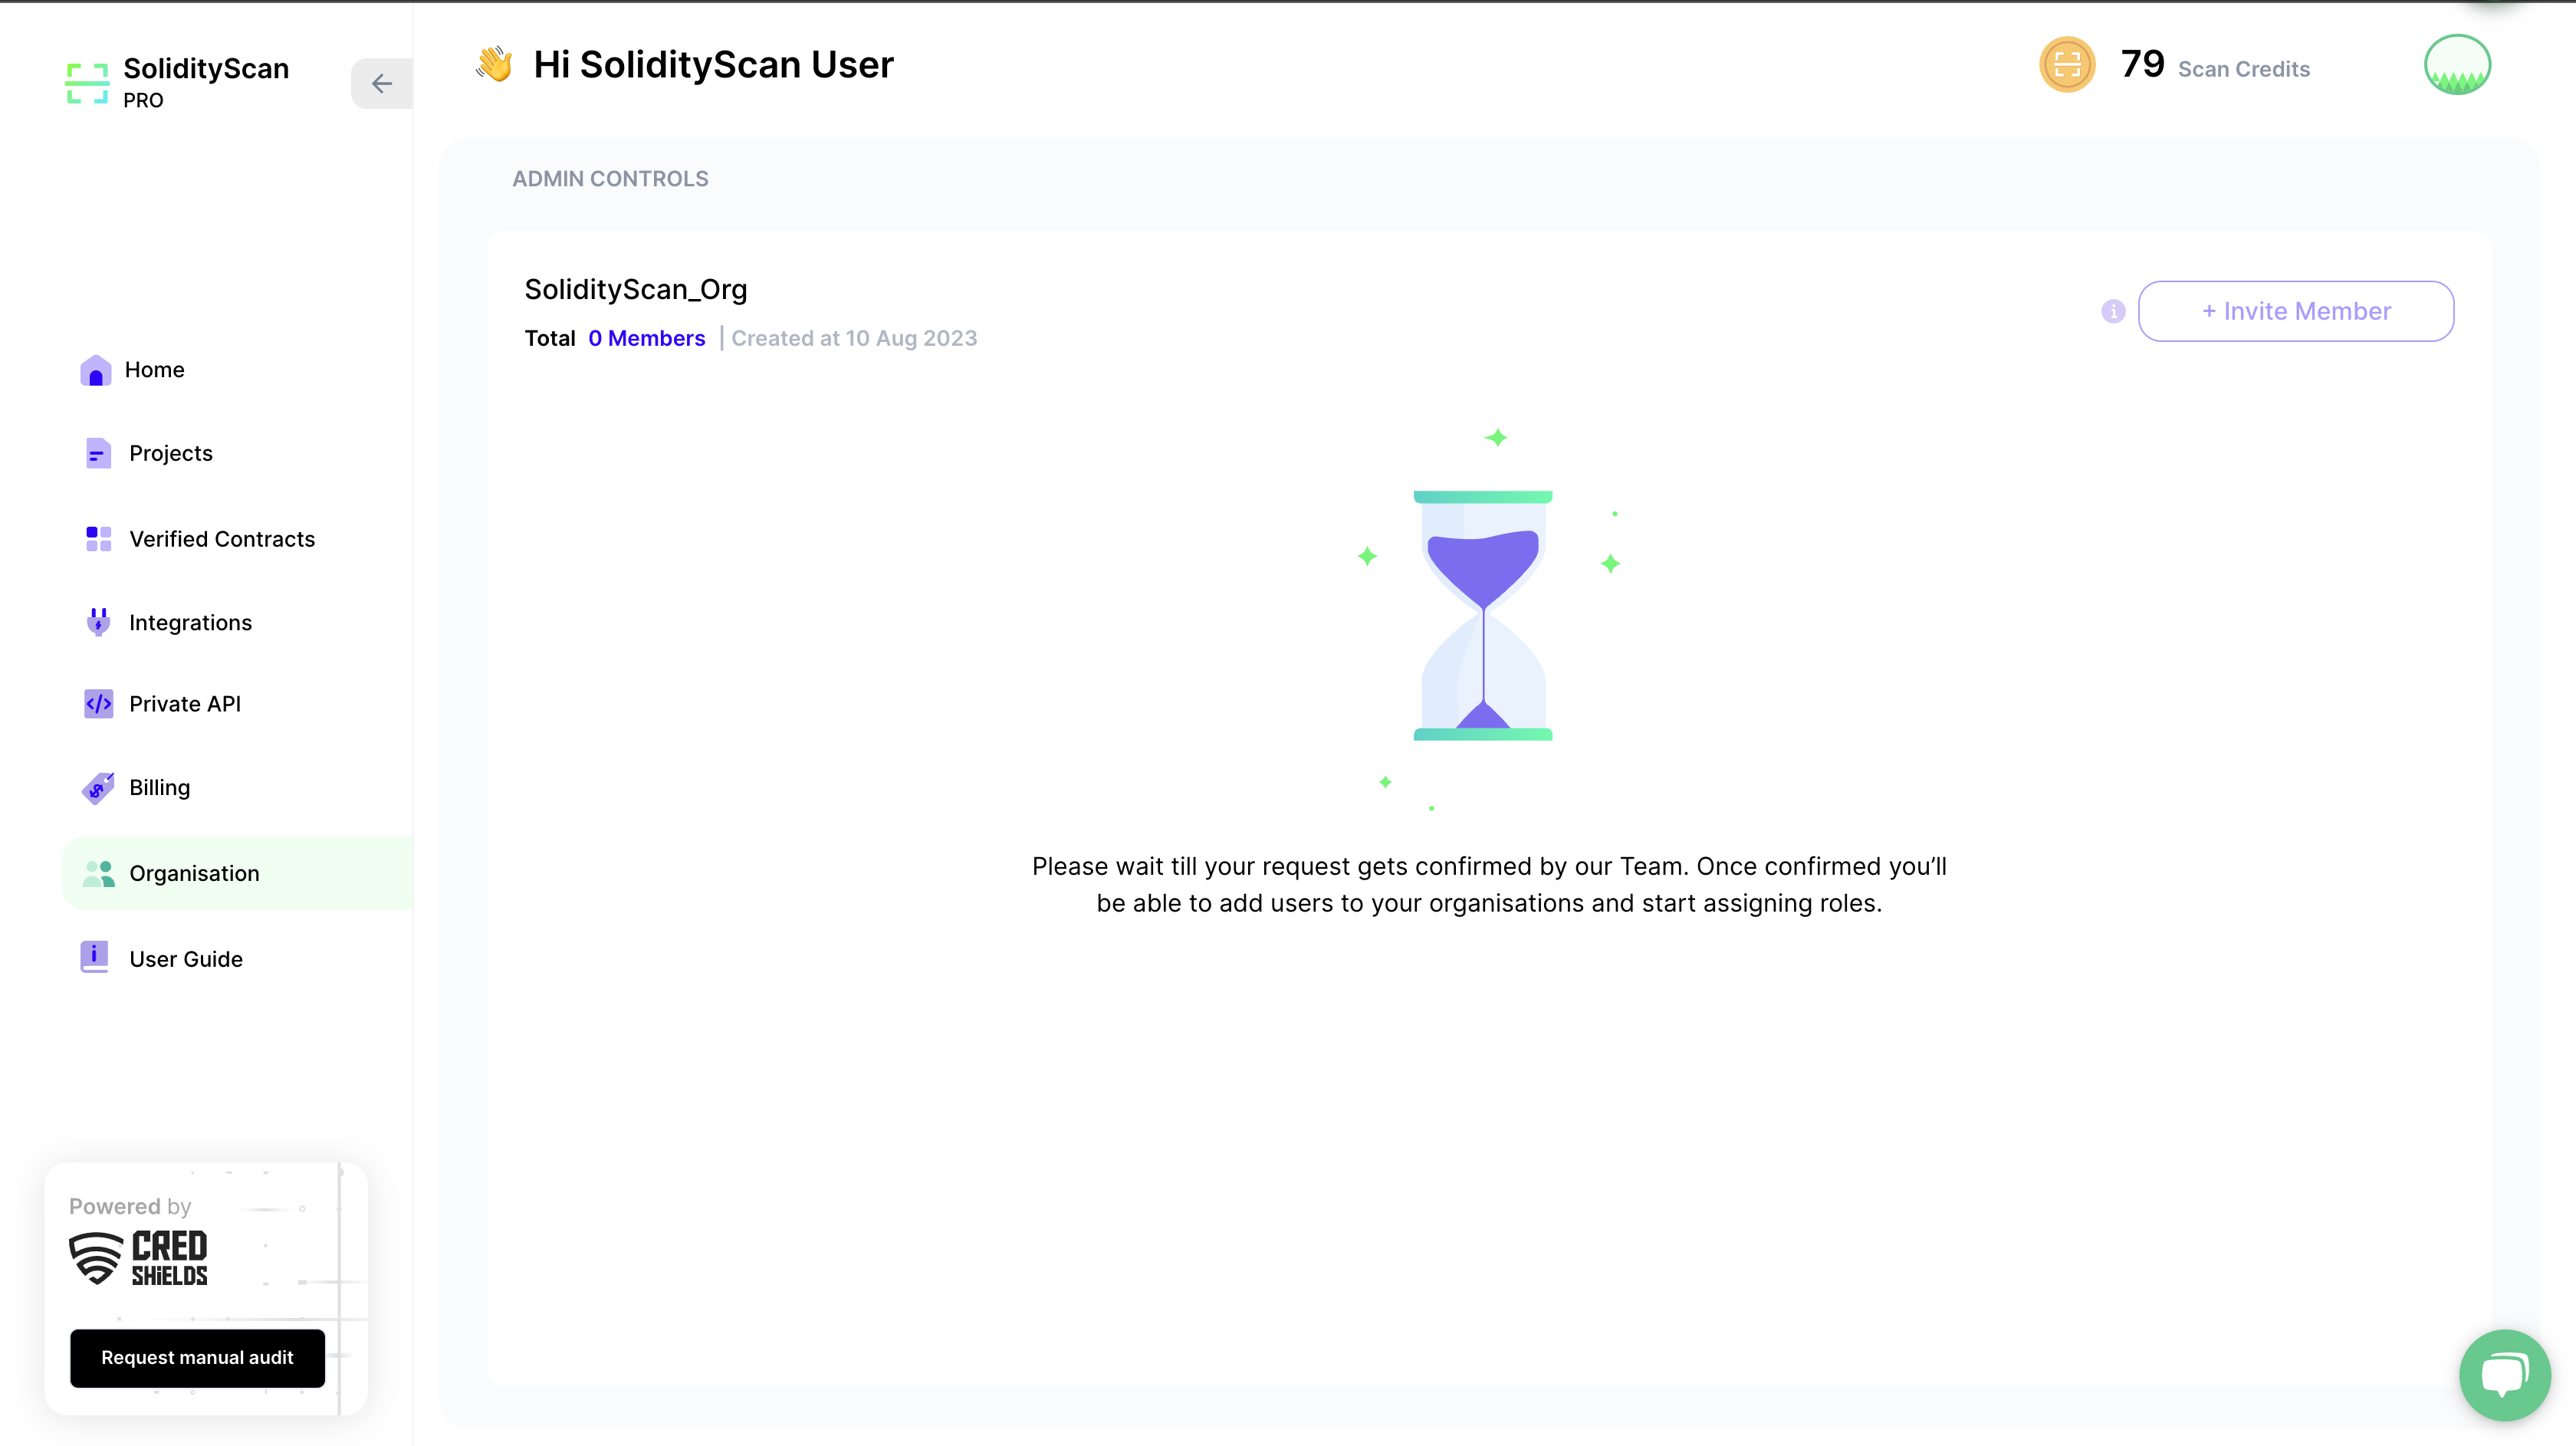 SolidityScan
PRO
Home
Projects
Verified Contracts
Integrations
Private API
Billing
Organisation
User Guide
Powered by
CRED
SHiELDS
Request manual audit
Hi SolidityScan User
79 Scan Credits
ADMIN CONTROLS
SolidityScan_Org
Total 0 Members | Created at 10 Aug 2023
+ Invite Member
Please wait till your request gets confirmed by our Team. Once confirmed you’ll
be able to add users to your organisations and start assigning roles.